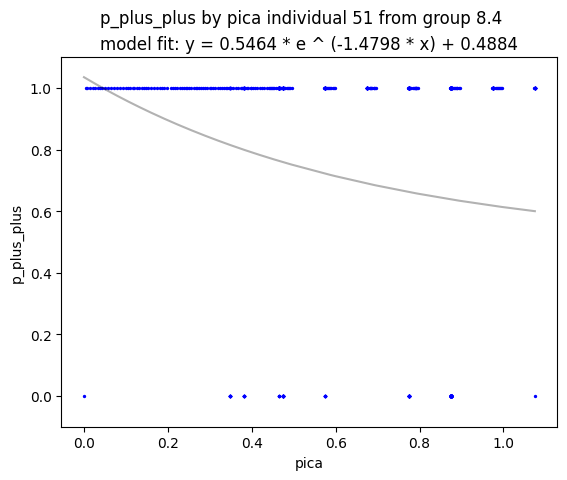 p_plus_plus by pica individual 51 from group 8.4
model fit: y = 0.5464 * e ^ (-1.4798 * x) + 0.4884
1.0
0.8
0.6
0.4
0.2
0.0
p_plus_plus
0.0 0.2 0.4 0.6 0.8 1.0
pica